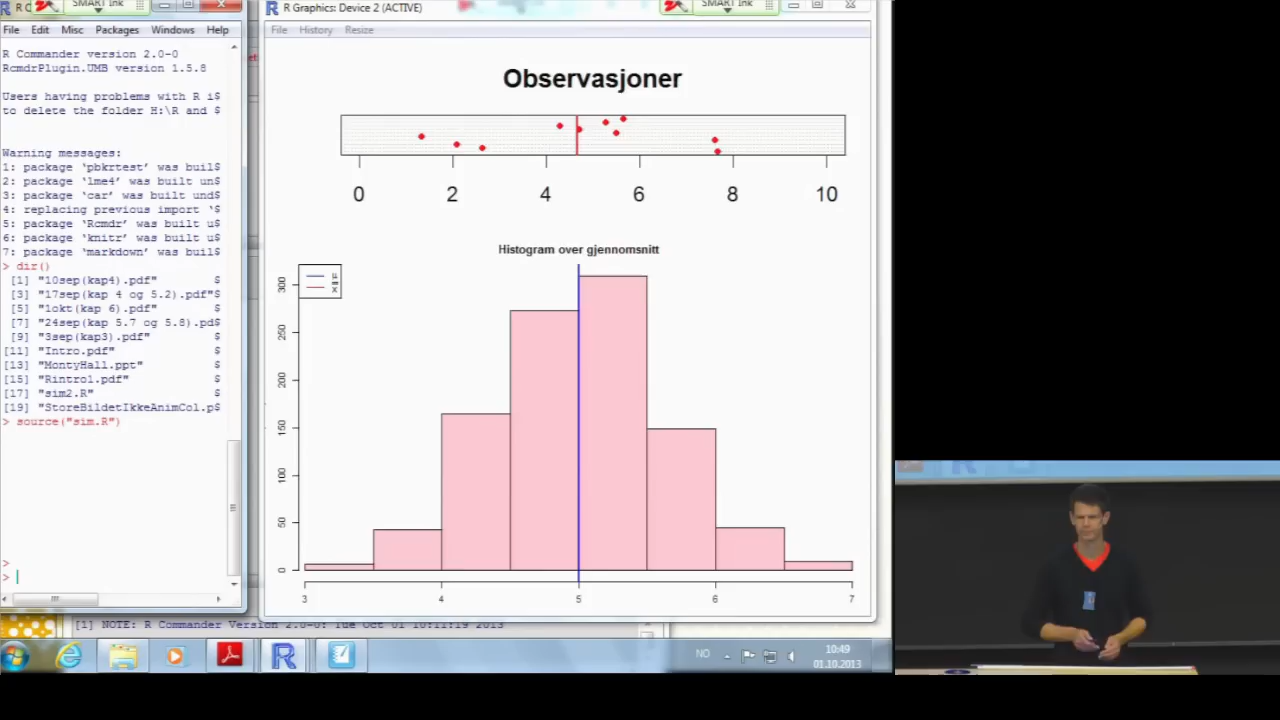 R C
SMART Ink
R Graphics: Device 2 (ACTIVE)
SMART Ink
File Edit Misc Packages Windows Help
File History Resize
R Commander version 2.0-0
RcmdrPlugin.UMB version 1.5.8
Users having problems with R i$
to delete the folder H:\R and $
Warning messages:
1: package ‘pbkrtest’ was buil$
2: package ‘lme4’ was built un$
3: package ‘car’ was built und$
4: replacing previous import ‘$
5: package ‘Rcmdr’ was built u$
6: package ‘knitr’ was built u$
7: package ‘markdown’ was buil$
> dir()
[1] "10sep(kap4).pdf" $
[3] "17sep(kap 4 og 5.2).pdf"$
[5] "1okt(kap 6).pdf" $
[7] "24sep(kap 5.7 og 5.8).pd$
[9] "3sep(kap3).pdf" $
[11] "Intro.pdf" $
[13] "MontyHall.ppt" $
[15] "Rintro1.pdf" $
[17] "sim2.R" $
[19] "StoreBildetIkkeAnimCol.p$
> source("sim.R")
>
>
Observasjoner
0 2 4 6 8 10
Histogram over gjennomsnitt
300
250
200
150
100
50
0
3 4 5 6 7
[1] NOTE: R Commander Version 2.0-0: Tue Oct 01 10:11:19 2013
NO
10:49
01.10.2013